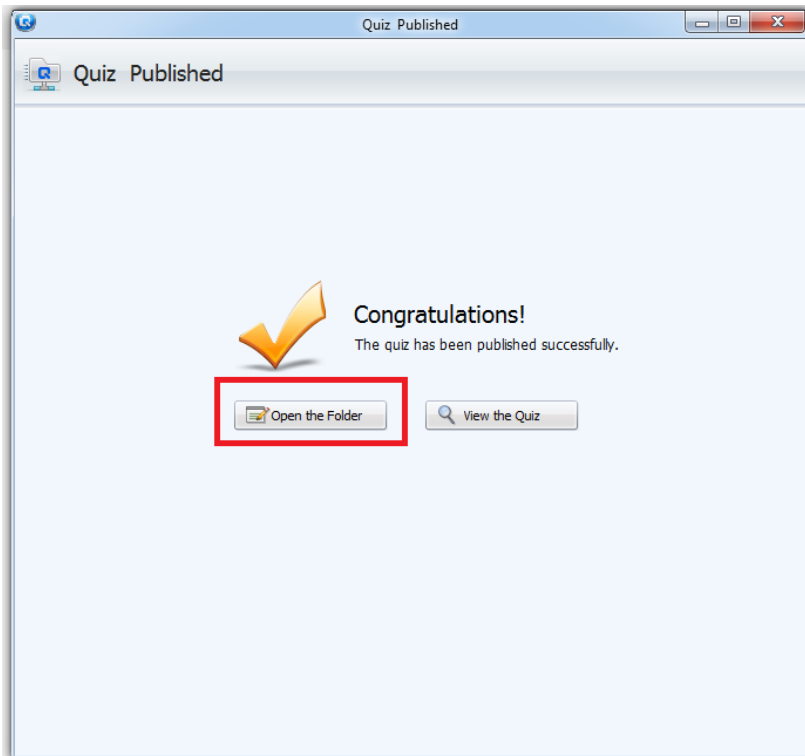 Quiz Published
Quiz Published
Congratulations!
The quiz has been published successfully.
Open the Folder
View the Quiz